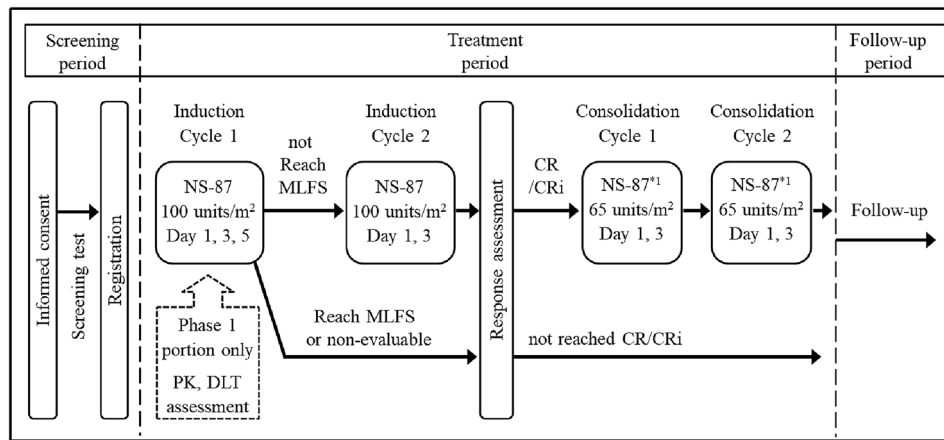 Screening
period
Treatment
period
Follow-up
period
Informed consent
Screening test
Registration
Induction
Cycle 1
NS-87
100 units/m²
Day 1, 3, 5
Phase 1
portion only
PK, DLT
assessment
not
Reach
MLFS
Induction
Cycle 2
NS-87
100 units/m²
Day 1, 3
Reach MLFS
or non-evaluable
Response assessment
CR
/CRi
Consolidation
Cycle 1
NS-87*1
65 units/m²
Day 1, 3
Consolidation
Cycle 2
NS-87*1
65 units/m²
Day 1, 3
not reached CR/CRi
Follow-up